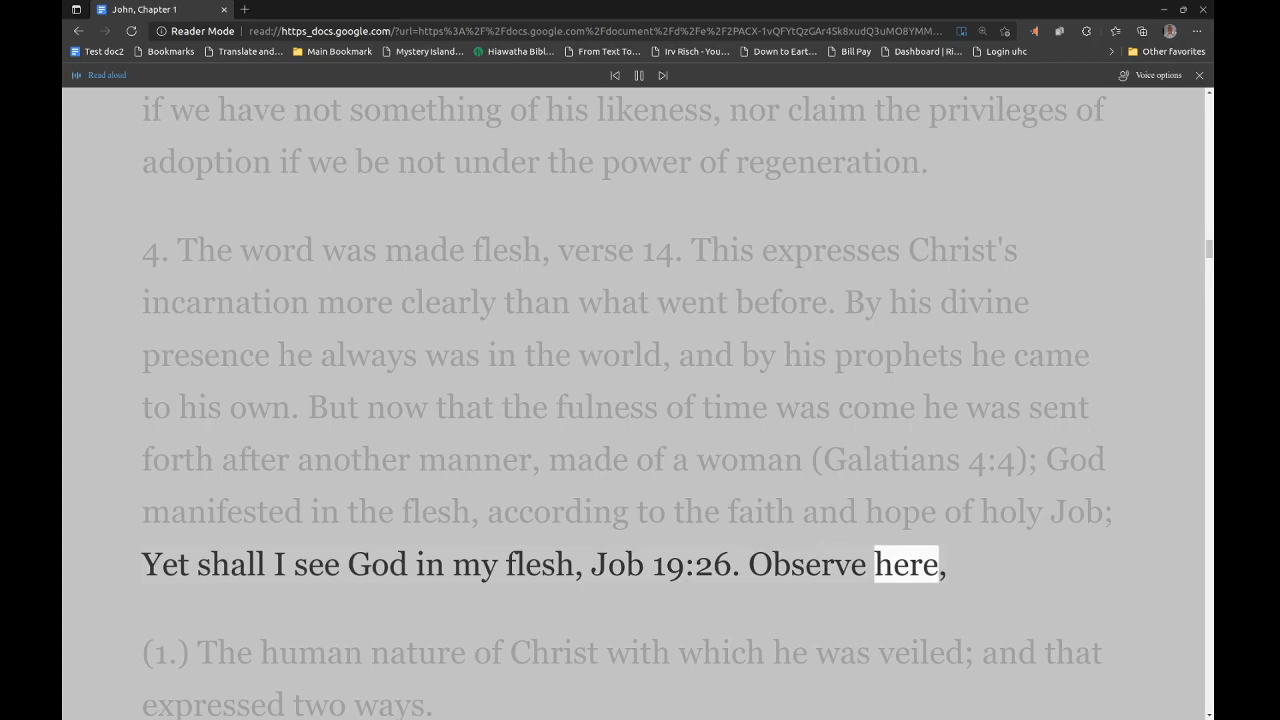 John, Chapter 1
Reader Mode | read://https_docs.google.com/?url=https%3A%2F%2Fdocs.google.com%2Fdocument%2Fd%2Fe%2F2PACX-1vQFYtQzGAr4Sk8xudQ3uMO8YMM...
Test doc2 Bookmarks Translate and... Main Bookmark Mystery Island... Hiawatha Bibl... From Text To... Irv Risch - You... Down to Eart... Bill Pay Dashboard | Ri... Login uhc Other favorites
Read aloud Voice options
if we have not something of his likeness, nor claim the privileges of
adoption if we be not under the power of regeneration.
4. The word was made flesh, verse 14. This expresses Christ's
incarnation more clearly than what went before. By his divine
presence he always was in the world, and by his prophets he came
to his own. But now that the fulness of time was come he was sent
forth after another manner, made of a woman (Galatians 4:4); God
manifested in the flesh, according to the faith and hope of holy Job;
Yet shall I see God in my flesh, Job 19:26. Observe here,
(1.) The human nature of Christ with which he was veiled; and that
expressed two ways.